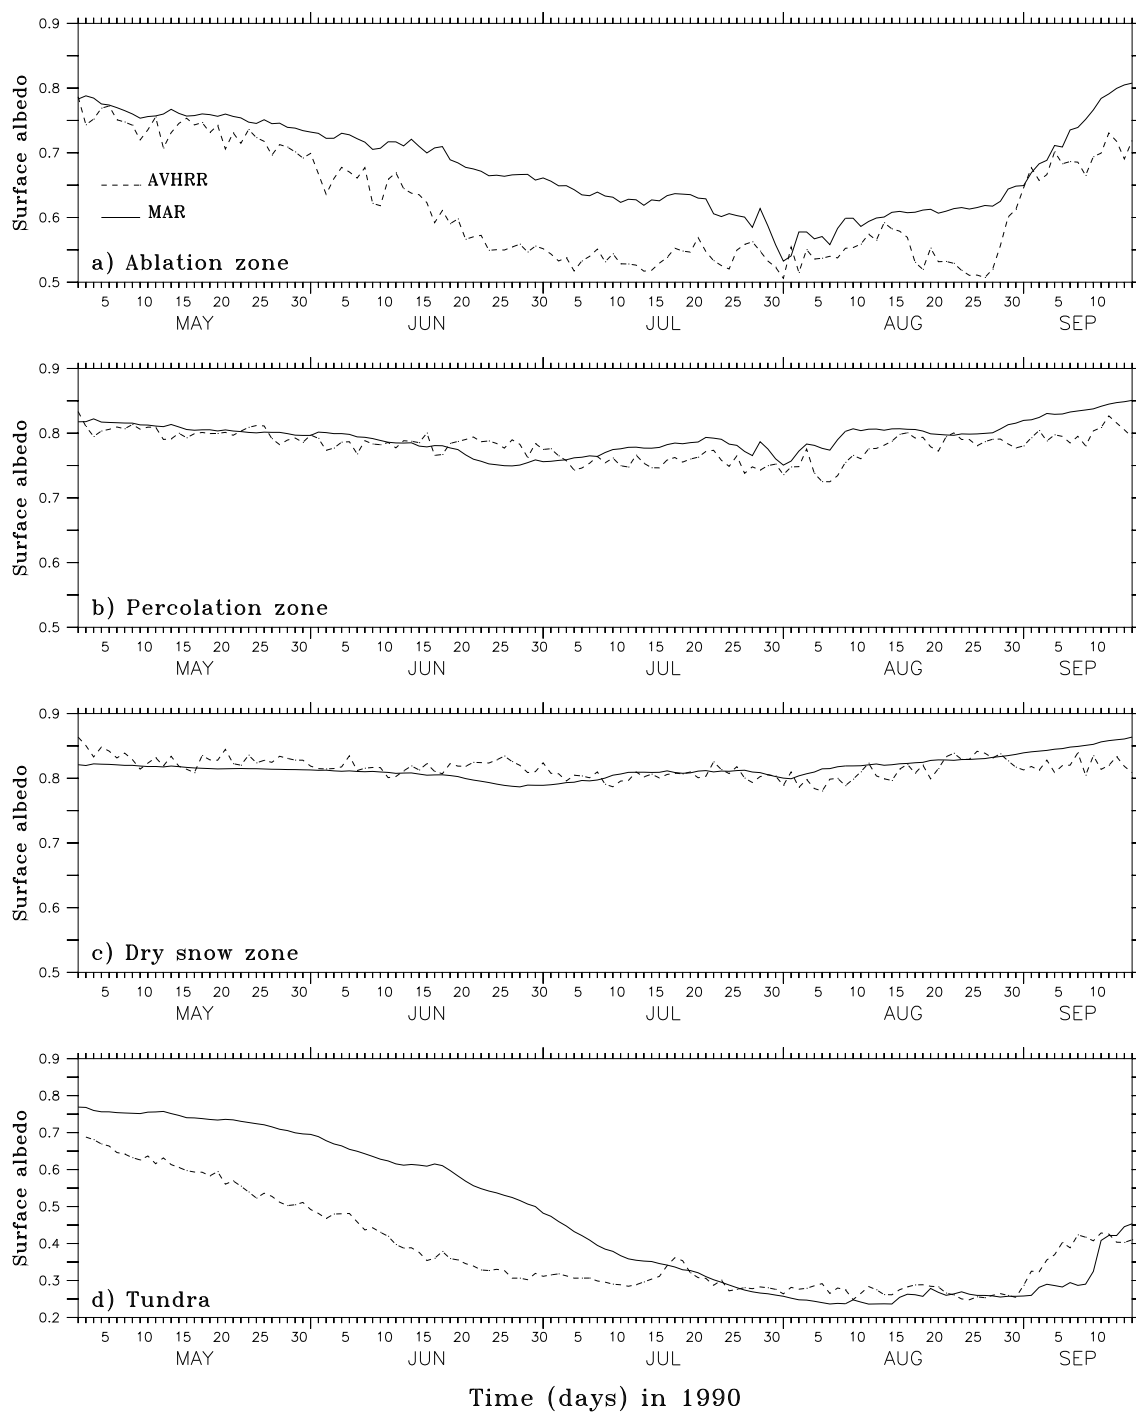 0.9
0.8
0.7
0.6
0.5
Surface albedo
AVHRR
MAR
a) Ablation zone
5 10 15 20 25 30 5 10 15 20 25 30 5 10 15 20 25 30 5 10 15 20 25 30 5 10
MAY JUN JUL AUG SEP
0.9
0.8
0.7
0.6
0.5
Surface albedo
b) Percolation zone
5 10 15 20 25 30 5 10 15 20 25 30 5 10 15 20 25 30 5 10 15 20 25 30 5 10
MAY JUN JUL AUG SEP
0.9
0.8
0.7
0.6
0.5
Surface albedo
c) Dry snow zone
5 10 15 20 25 30 5 10 15 20 25 30 5 10 15 20 25 30 5 10 15 20 25 30 5 10
MAY JUN JUL AUG SEP
0.9
0.8
0.7
0.6
0.5
0.4
0.3
0.2
Surface albedo
d) Tundra
5 10 15 20 25 30 5 10 15 20 25 30 5 10 15 20 25 30 5 10 15 20 25 30 5 10
MAY JUN JUL AUG SEP
Time (days) in 1990